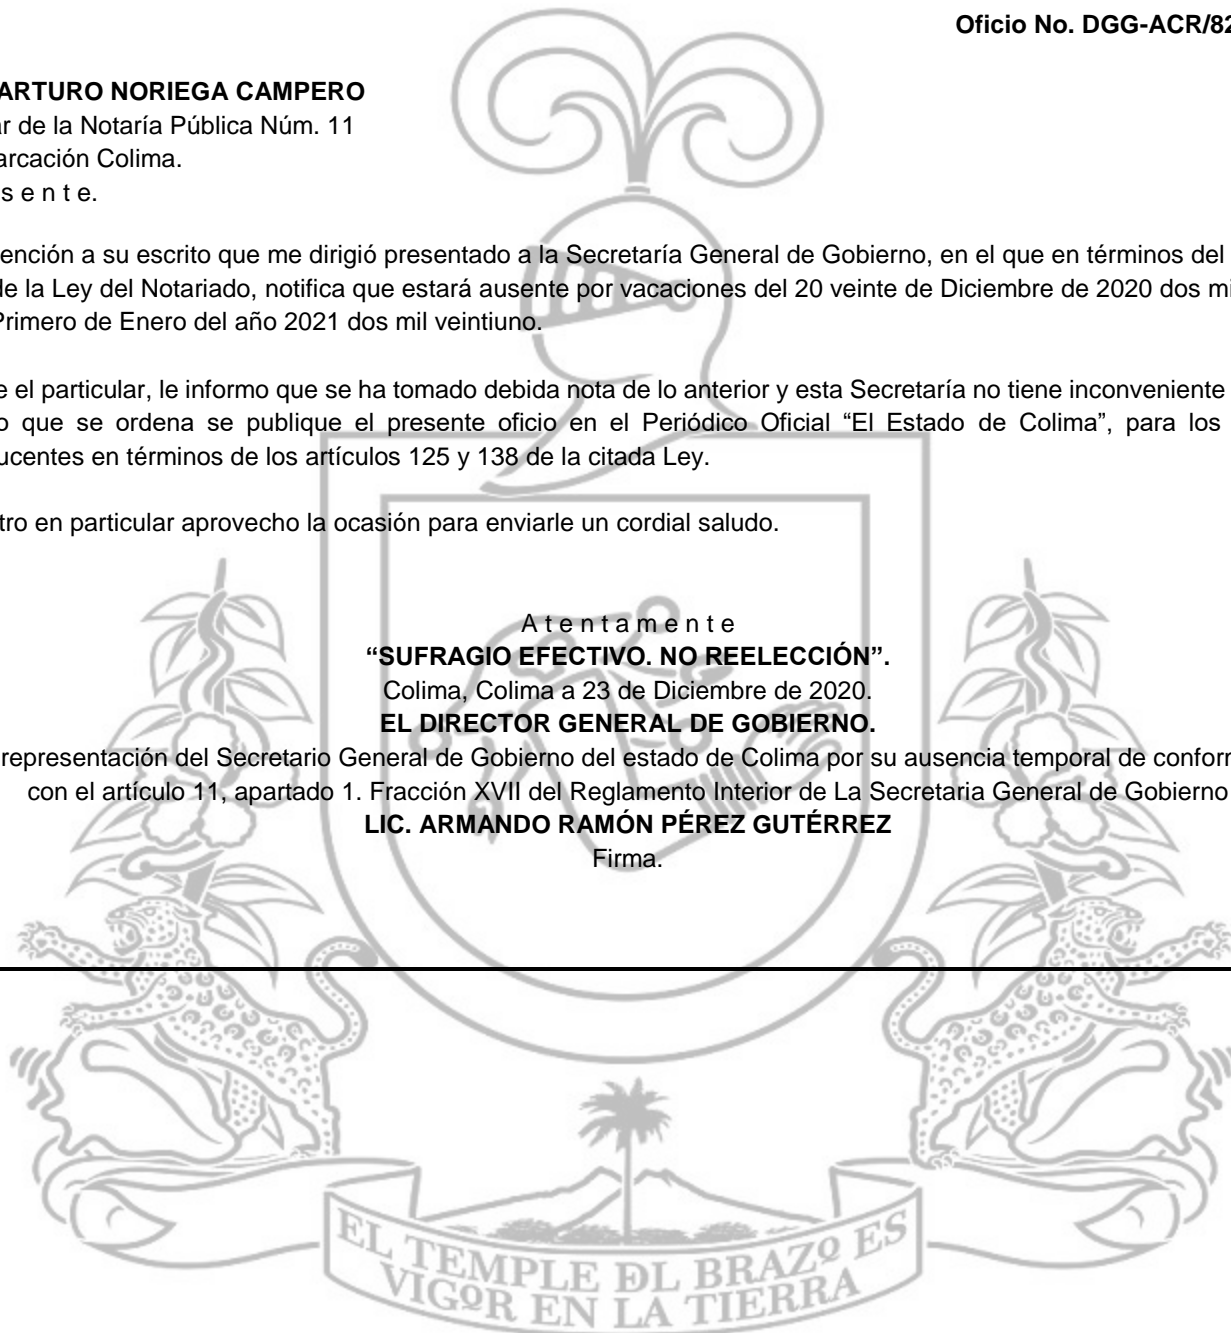 Oficio No. DGG-ACR/82
ARTURO NORIEGA CAMPERO
r de la Notaría Pública Núm. 11
arcación Colima.
s e n t e.
ención a su escrito que me dirigió presentado a la Secretaría General de Gobierno, en el que en términos del
de la Ley del Notariado, notifica que estará ausente por vacaciones del 20 veinte de Diciembre de 2020 dos mi
Primero de Enero del año 2021 dos mil veintiuno.
e el particular, le informo que se ha tomado debida nota de lo anterior y esta Secretaría no tiene inconveniente
o que se ordena se publique el presente oficio en el Periódico Oficial “El Estado de Colima”, para los
ucentes en términos de los artículos 125 y 138 de la citada Ley.
tro en particular aprovecho la ocasión para enviarle un cordial saludo.
A t e n t a m e n t e
“SUFRAGIO EFECTIVO. NO REELECCIÓN”.
Colima, Colima a 23 de Diciembre de 2020.
EL DIRECTOR GENERAL DE GOBIERNO.
representación del Secretario General de Gobierno del estado de Colima por su ausencia temporal de conform
con el artículo 11, apartado 1. Fracción XVII del Reglamento Interior de La Secretaria General de Gobierno
LIC. ARMANDO RAMÓN PÉREZ GUTÉRREZ
Firma.
EL TEMPLE DL BRAZO ES
VIGOR EN LA TIERRA